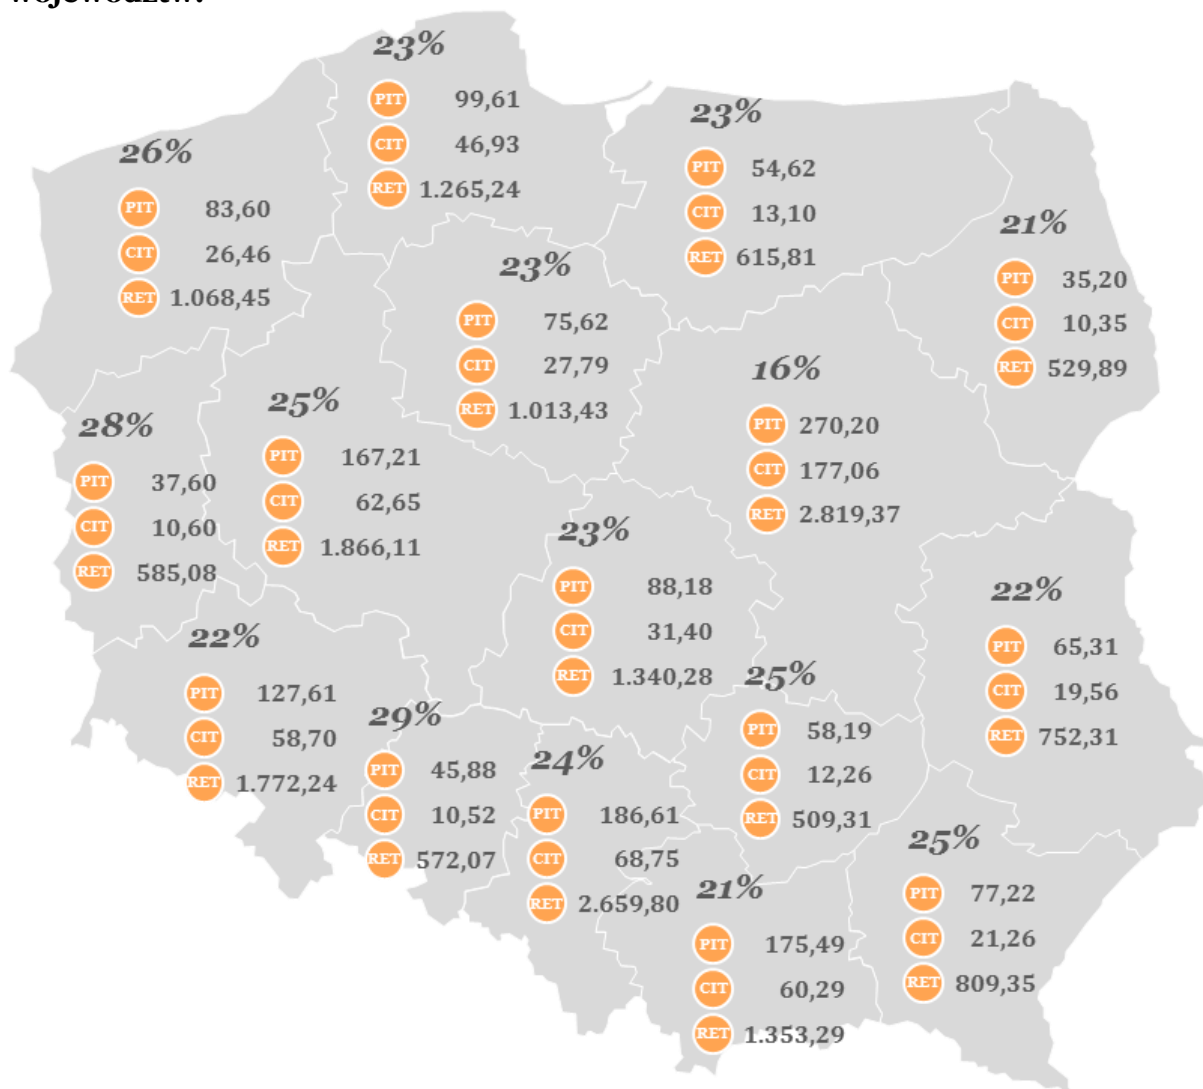 województw:
23%
PIT 99,61
CIT 46,93
RET 1.265,24
23%
PIT 54,62
CIT 13,10
RET 615,81
26%
PIT 83,60
CIT 26,46
RET 1.068,45
21%
PIT 35,20
CIT 10,35
RET 529,89
23%
PIT 75,62
CIT 27,79
RET 1.013,43
16%
PIT 270,20
CIT 177,06
RET 2.819,37
25%
PIT 167,21
CIT 62,65
RET 1.866,11
28%
PIT 37,60
CIT 10,60
RET 585,08
23%
PIT 88,18
CIT 31,40
RET 1.340,28
22%
PIT 65,31
CIT 19,56
RET 752,31
22%
PIT 127,61
CIT 58,70
RET 1.772,24
25%
PIT 58,19
CIT 12,26
RET 509,31
29%
PIT 45,88
CIT 10,52
RET 572,07
24%
PIT 186,61
CIT 68,75
RET 2.659,80
25%
PIT 77,22
CIT 21,26
RET 809,35
21%
PIT 175,49
CIT 60,29
RET 1.353,29